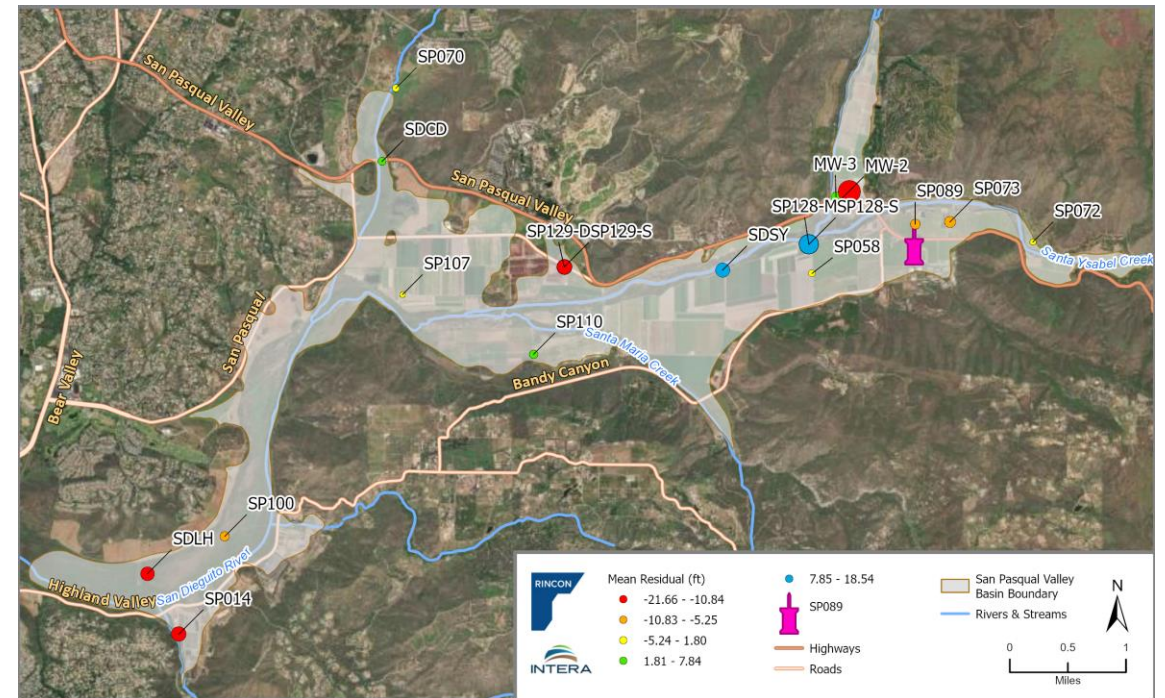 SP070
San Pasqual Valley
SDCD
San Pasqual Valley
MW-3
MW-2
SP089
SP073
SP128-MSP128-S
SP072
SP129-DSP129-S
SDSY
SP058
Santa Ysabel Creek
SP107
San Pasqual
SP110
Santa Maria Creek
Bandy Canyon
Bear Valley
SP100
SDLH
San Dieguito River
Highland Valley
SP014
RINCON
INTERA
Mean Residual (ft)
-21.66 - -10.84
-10.83 - -5.25
-5.24 - 1.80
1.81 - 7.84
7.85 - 18.54
SP089
Highways
Roads
San Pasqual Valley
Basin Boundary
Rivers & Streams
N
0 0.5 1
Miles